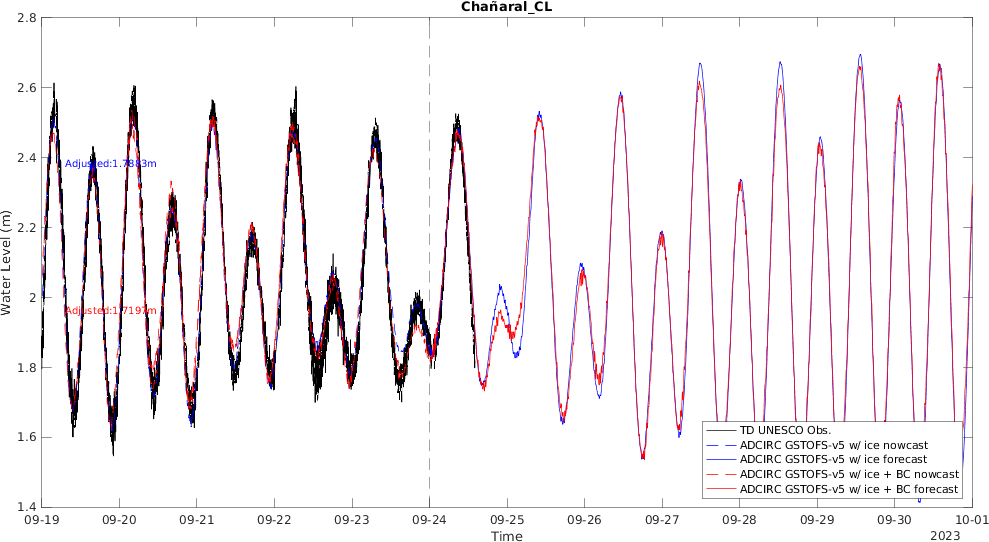 Chañaral_CL
2.8
2.6
2.4
2.2
2
1.8
1.6
1.4
Water Level (m)
Adjusted:1.7883m
Adjusted:1.7197m
TD UNESCO Obs.
ADCIRC GSTOFS-v5 w/ ice nowcast
ADCIRC GSTOFS-v5 w/ ice forecast
ADCIRC GSTOFS-v5 w/ ice + BC nowcast
ADCIRC GSTOFS-v5 w/ ice + BC forecast
09-19 09-20 09-21 09-22 09-23 09-24 09-25 09-26 09-27 09-28 09-29 09-30 10-01
Time
2023